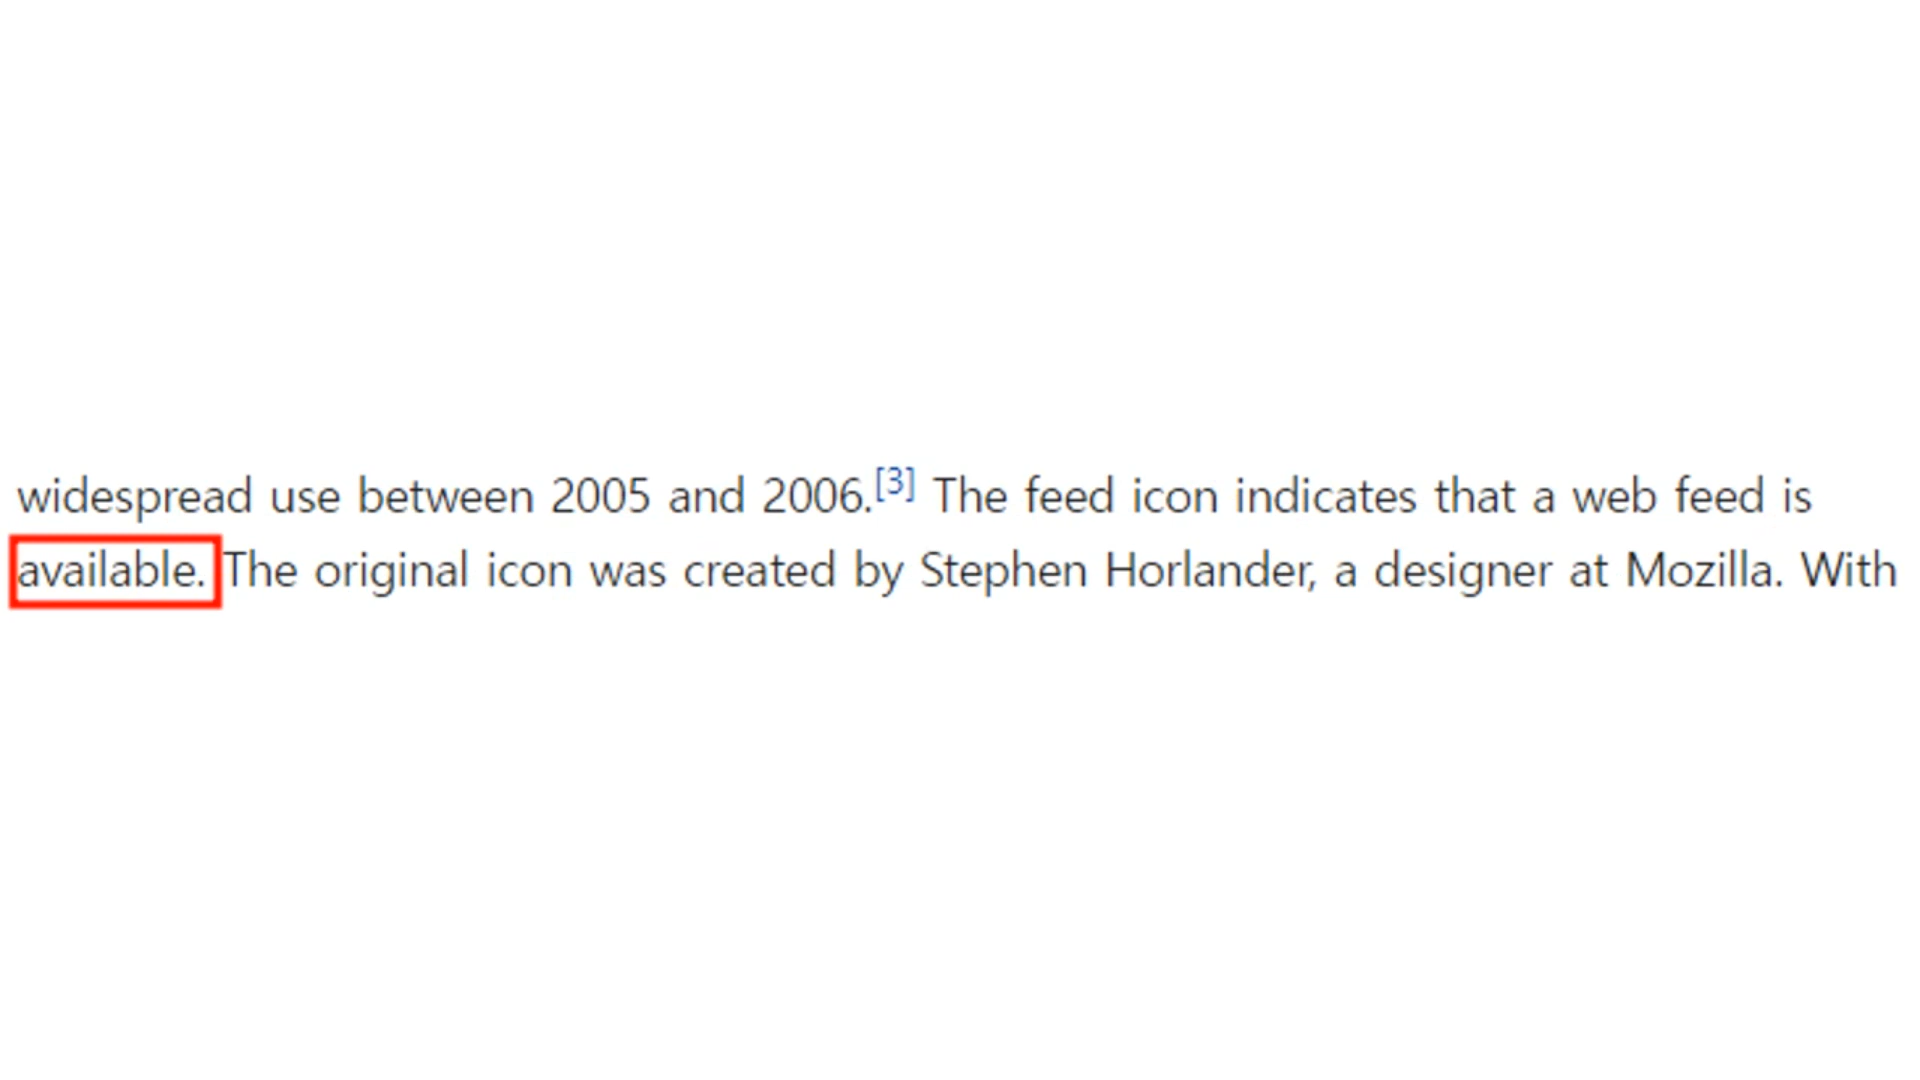 widespread use between 2005 and 2006.[3] The feed icon indicates that a web feed is
available. The original icon was created by Stephen Horlander, a designer at Mozilla. With